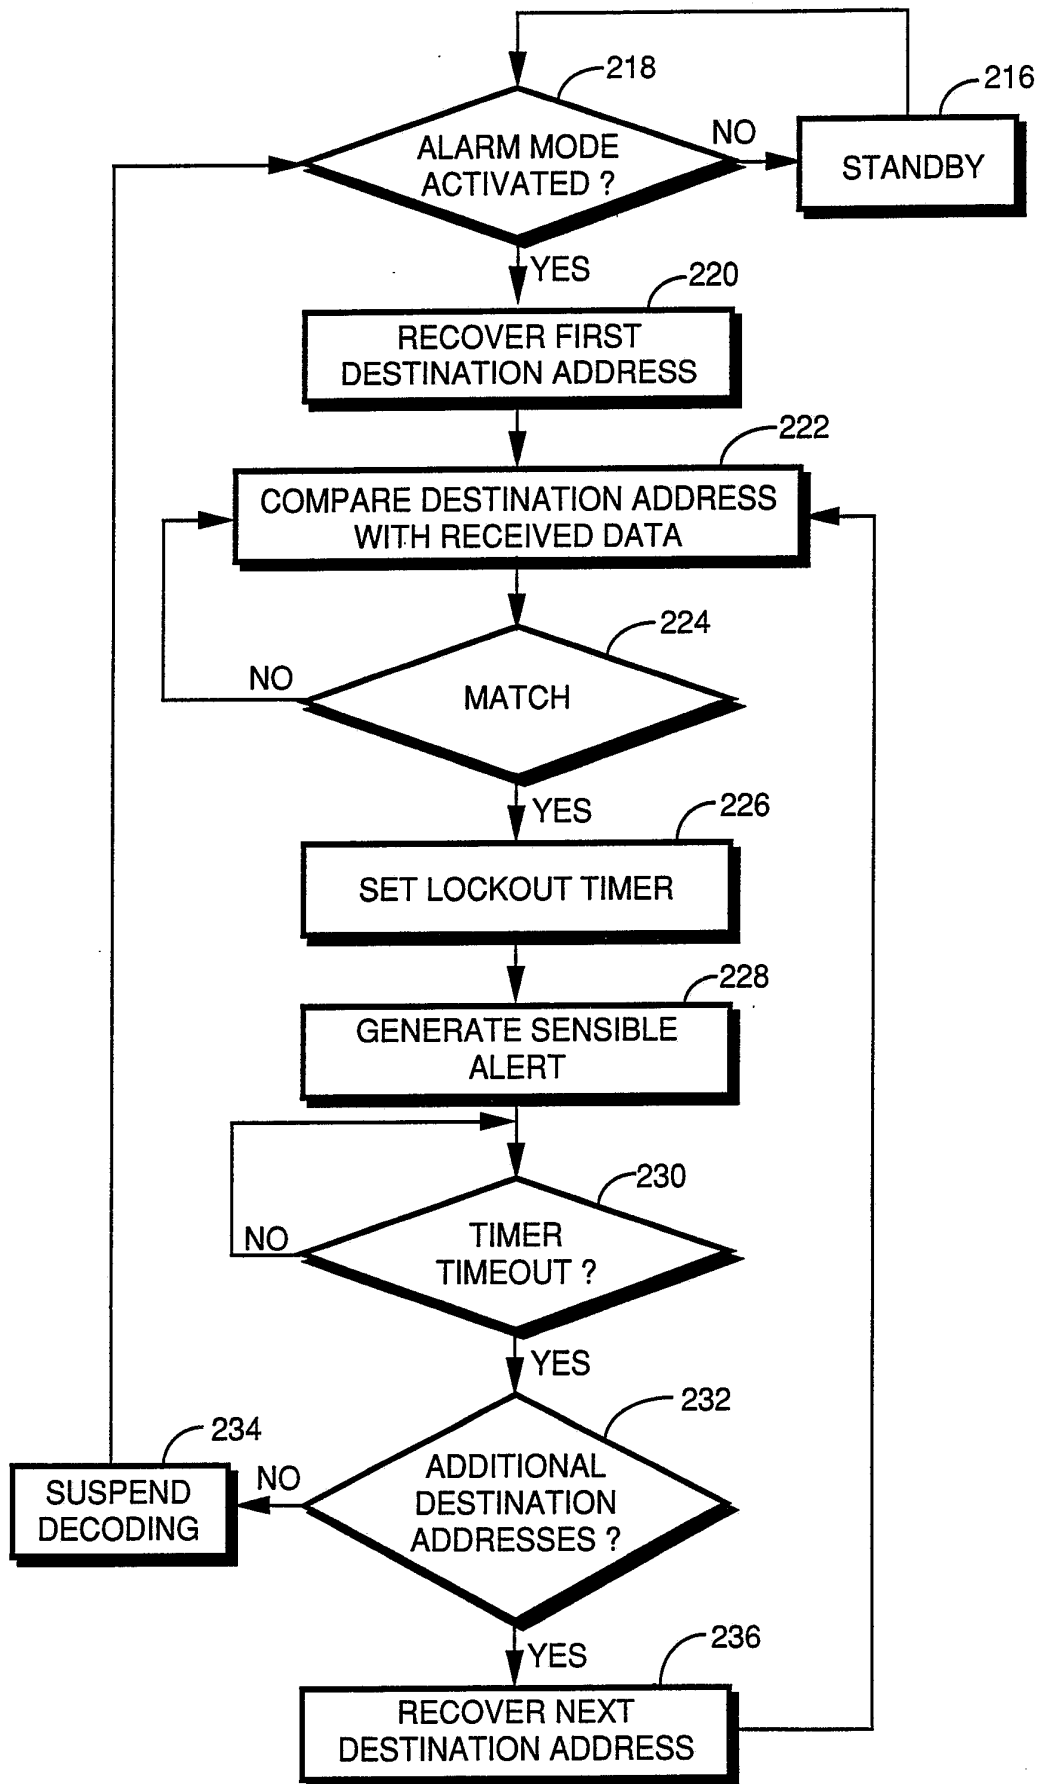 218
216
ALARM MODE
ACTIVATED ?
NO
STANDBY
YES
220
RECOVER FIRST
DESTINATION ADDRESS
222
COMPARE DESTINATION ADDRESS
WITH RECEIVED DATA
224
NO
MATCH
YES
226
SET LOCKOUT TIMER
228
GENERATE SENSIBLE
ALERT
230
NO
TIMER
TIMEOUT ?
YES
232
234
SUSPEND
DECODING
NO
ADDITIONAL
DESTINATION
ADDRESSES ?
YES
236
RECOVER NEXT
DESTINATION ADDRESS